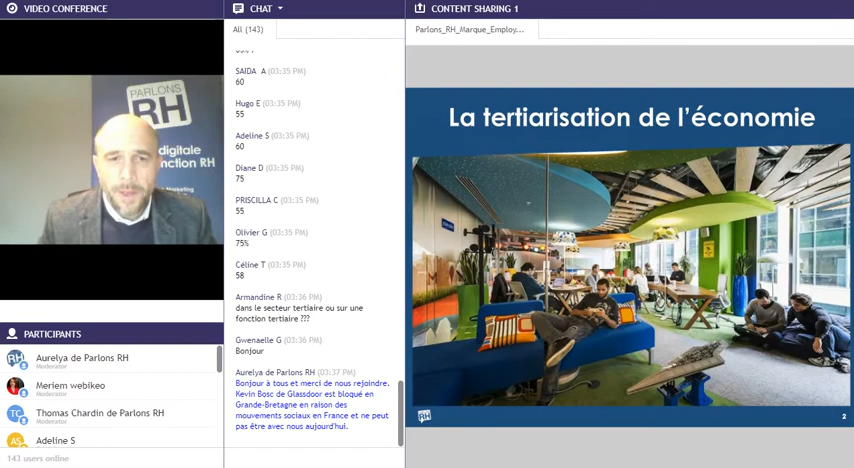 VIDEO CONFERENCE
PARLONS
RH
digitale
nction RH
Marketing
PARTICIPANTS
RH
Aurelya de Parlons RH
Moderator
Meriem webikeo
Moderator
TC
Thomas Chardin de Parlons RH
Moderator
AS
Adeline S
143 users online
CHAT
All (143)
SAIDA A (03:35 PM)
60
Hugo E (03:35 PM)
55
Adeline S (03:35 PM)
60
Diane D (03:35 PM)
75
PRISCILLA C (03:35 PM)
55
Olivier G (03:35 PM)
75%
Céline T (03:35 PM)
58
Armandine R (03:36 PM)
dans le secteur tertiaire ou sur une
fonction tertiaire ???
Gwenaelle G (03:36 PM)
Bonjour
Aurelya de Parlons RH (03:37 PM)
Bonjour à tous et merci de nous rejoindre.
Kevin Bosc de Glassdoor est bloqué en
Grande-Bretagne en raison des
mouvements sociaux en France et ne peut
pas être avec nous aujourd'hui.
CONTENT SHARING 1
Parlons_RH_Marque_Employ...
La tertiarisation de l'économie
RH
2